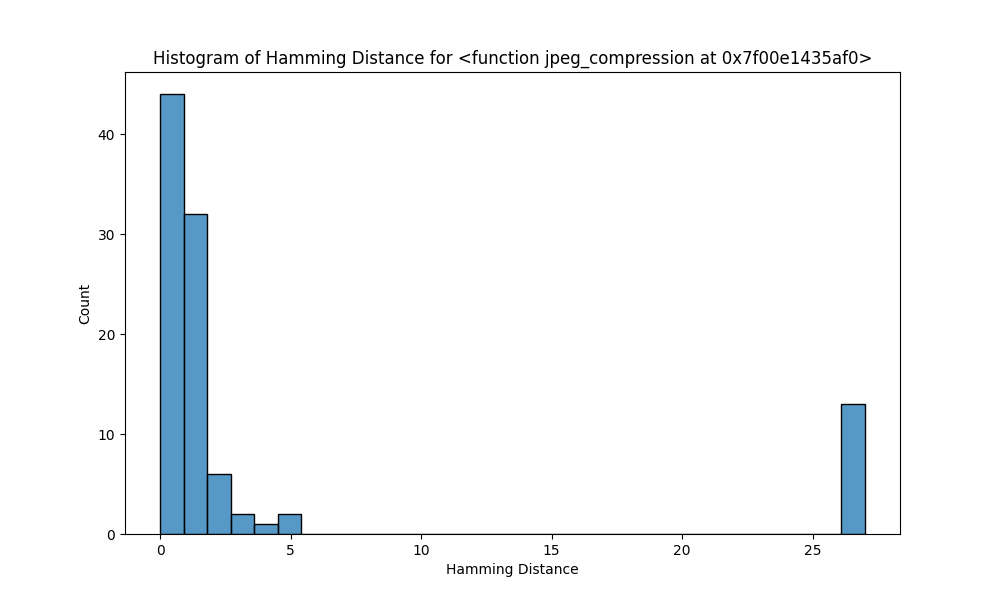 Histogram of Hamming Distance for <function jpeg_compression at 0x7f00e1435af0>
40
30
20
10
0
Count
0 5 10 15 20 25
Hamming Distance